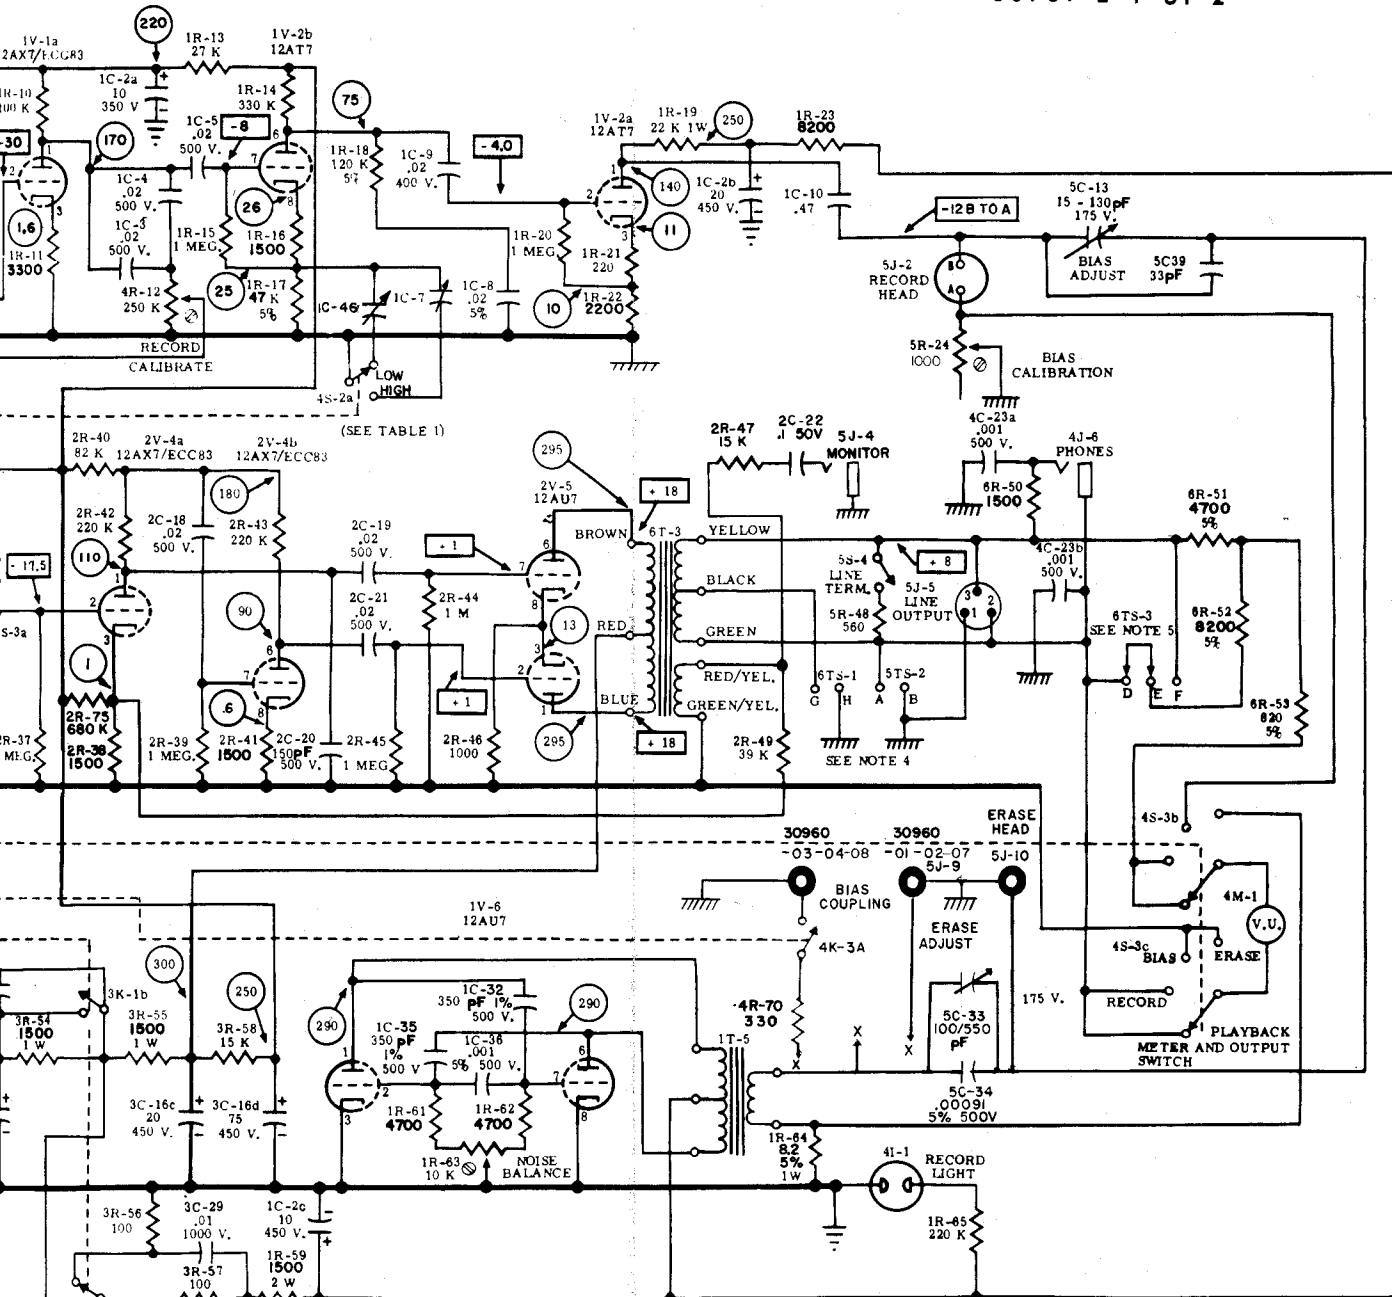 220
1V-1a
12AX7/ECC83
1C-2a
10
350 V
1R-13
27 K
1V-2b
12AT7
1R-14
330 K
75
1R-10
100 K
-30
170
1C-5
.02
500 V.
-8
1R-18
120 K
5%
1C-9
.02
400 V.
-4.0
1V-2a
12AT7
1R-19
22 K 1W
250
1R-23
8200
140
1C-2b
20
450 V.
1C-10
.47
-12B TO A
5C-13
15 - 130pF
175 V.
BIAS
ADJUST
5C39
33pF
5J-2
RECORD
HEAD
B
A
1C-4
.02
500 V.
1C-3
.02
500 V.
1.6
1R-11
3300
26
1R-15
1 MEG.
1R-16
1500
25
1R-17
47 K
5%
4R-12
250 K
RECORD
CALIBRATE
1C-46
1C-7
1C-8
.02
5%
1R-20
1 MEG.
11
1R-21
220
10
1R-22
2200
LOW
HIGH
4S-2a
(SEE TABLE 1)
5R-24
1000
BIAS
CALIBRATION
2R-40
82 K
2V-4a
12AX7/ECC83
2V-4b
12AX7/ECC83
180
2R-42
220 K
110
2C-18
.02
500 V.
2R-43
220 K
2C-19
.02
500 V.
2C-21
.02
500 V.
+ 1
295
2V-5
12AU7
+ 18
BROWN
6T-3
2R-47
15 K
2C-22
.1 50V
5J-4
MONITOR
YELLOW
BLACK
GREEN
RED/YEL.
GREEN/YEL.
RED
BLUE
4C-23a
.001
500 V.
4J-6
PHONES
6R-50
1500
4C-23b
.001
500 V.
6R-51
4700
5%
6R-52
8200
5%
6R-53
820
5%
6TS-3
SEE NOTE 5
D E F
5S-4
LINE
TERM.
+ 8
5J-5
LINE
OUTPUT
5R-48
560
6TS-1
G H
5TS-2
A B
SEE NOTE 4
- 17.5
S-3a
1
2R-75
680 K
2R-38
1500
2R-37
MEG.
90
.6
2R-39
1 MEG.
2R-41
1500
2C-20
150pF
500 V.
2R-44
1 M
2R-45
1 MEG
+ 1
2R-46
1000
13
295
+ 18
2R-49
39 K
30960
-03-04-08
BIAS
COUPLING
30960
-01-02-07
5J-9
ERASE
HEAD
5J-10
ERASE
ADJUST
4K-3A
4R-70
330
4S-3b
4M-1
V.U.
4S-3c
BIAS
ERASE
RECORD
PLAYBACK
METER AND OUTPUT
SWITCH
1V-6
12AU7
300
250
3K-1b
3R-54
1500
1 W
3R-55
1500
1 W
3R-58
15 K
290
1C-32
350 pF 1%
500 V.
290
1C-35
350 pF
1%
500 V
1C-36
.001
5% 500 V.
1T-5
175 V.
5C-33
100/550
pF
5C-34
.00091
5% 500V
X
X
X
3C-16c
20
450 V.
3C-16d
75
450 V.
1R-61
4700
1R-62
4700
1R-63
10 K
NOISE
BALANCE
1R-64
8.2
5%
1W
4I-1
RECORD
LIGHT
1R-65
220 K
3R-56
100
3C-29
.01
1000 V.
3R-57
100
1C-2c
10
450 V.
1R-59
1500
2 W